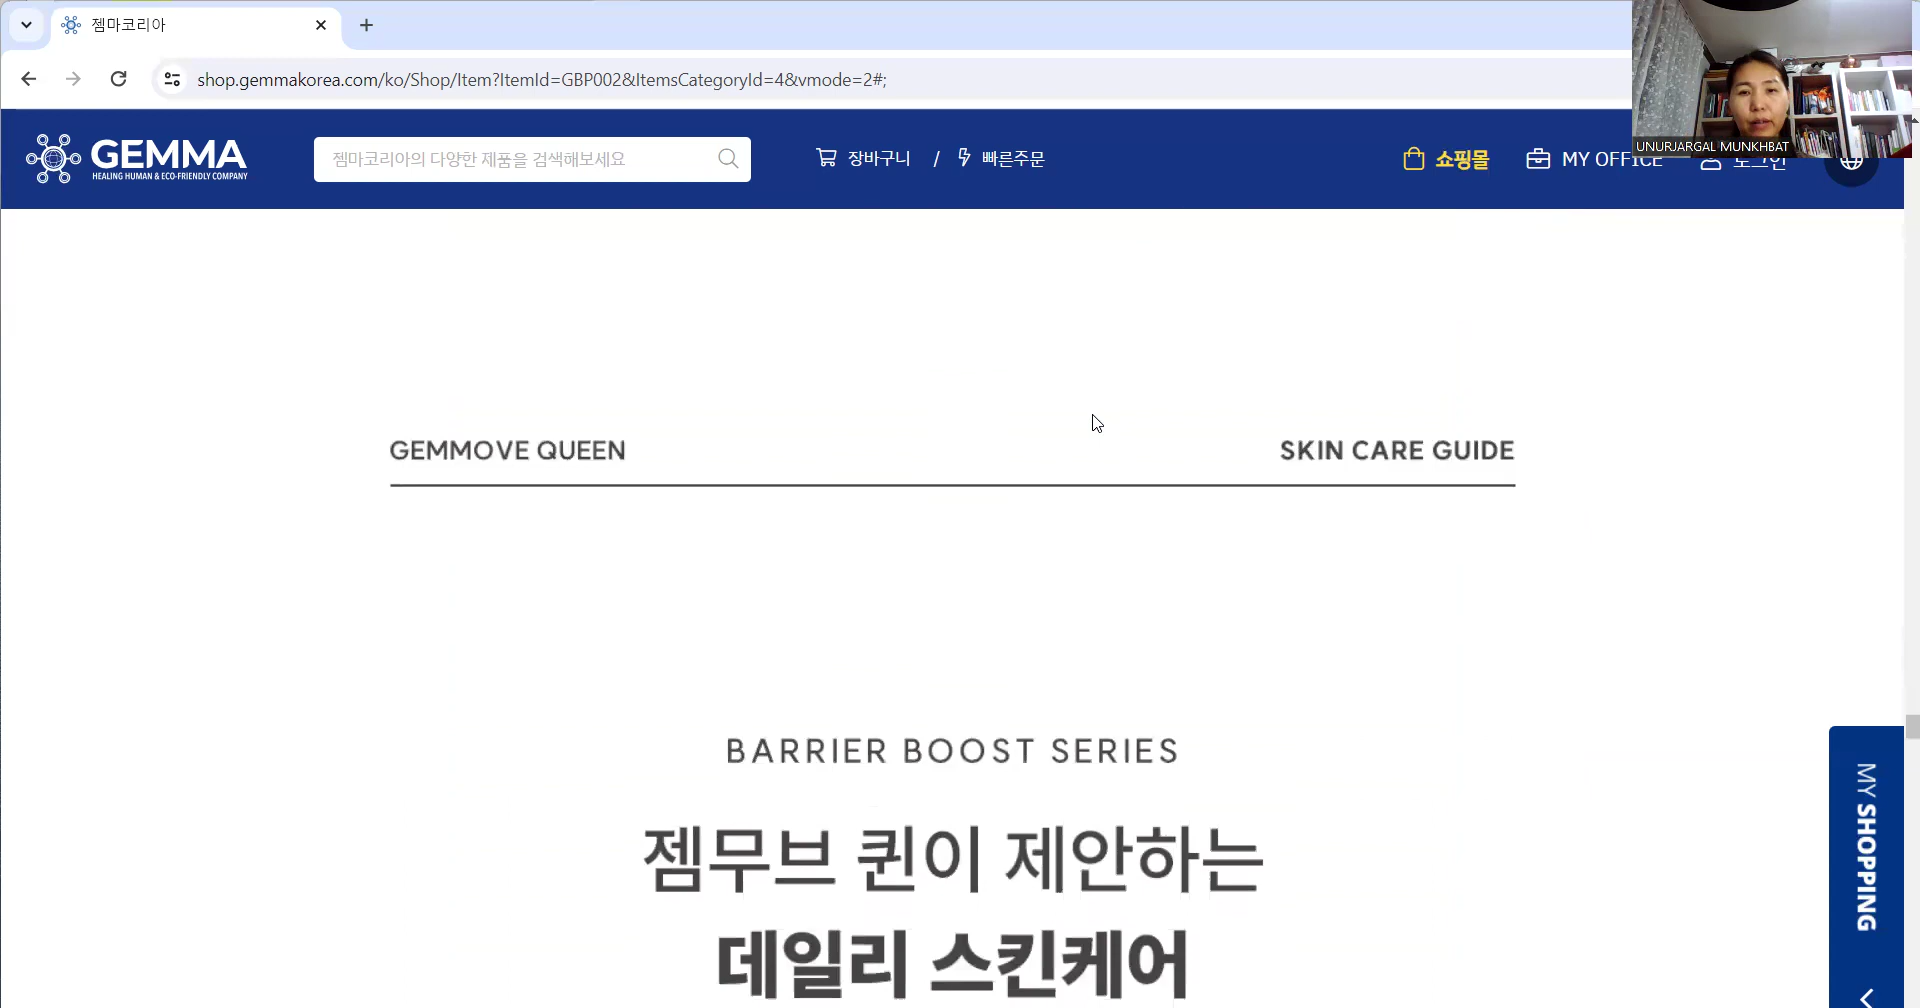 젬마코리아
shop.gemmakorea.com/ko/Shop/Item?ItemId=GBP002&ItemsCategoryId=4&vmode=2#;
UNURJARGAL MUNKHBAT
GEMMA
HEALING HUMAN & ECO-FRIENDLY COMPANY
젬마코리아의 다양한 제품을 검색해보세요
장바구니 / 빠른주문
쇼핑몰
MY OFFICE
로그인
GEMMOVE QUEEN
SKIN CARE GUIDE
BARRIER BOOST SERIES
젬무브 퀸이 제안하는
데일리 스킨케어
MY SHOPPING